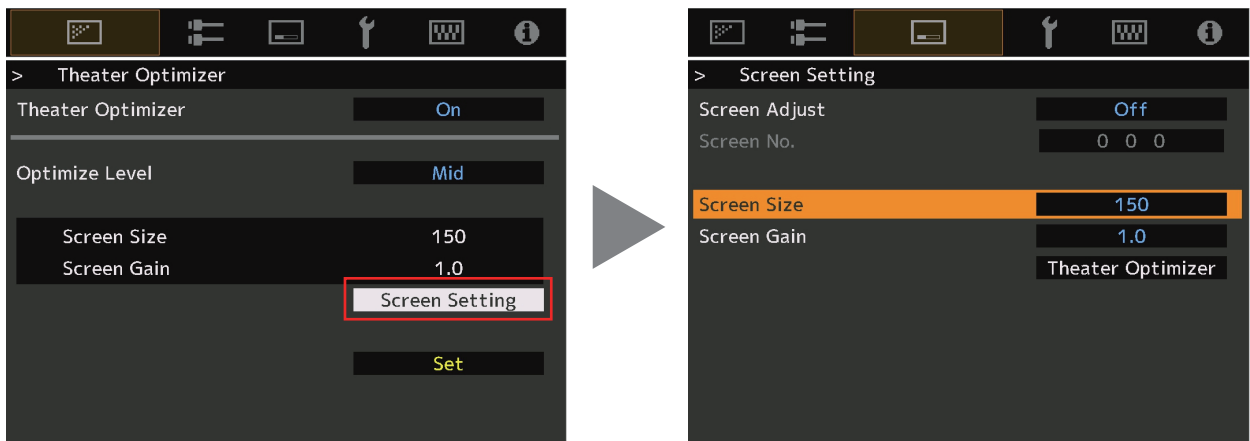 > Theater Optimizer
Theater Optimizer On
Optimize Level Mid
Screen Size 150
Screen Gain 1.0
Screen Setting
Set
> Screen Setting
Screen Adjust Off
Screen No. 0 0 0
Screen Size 150
Screen Gain 1.0
Theater Optimizer